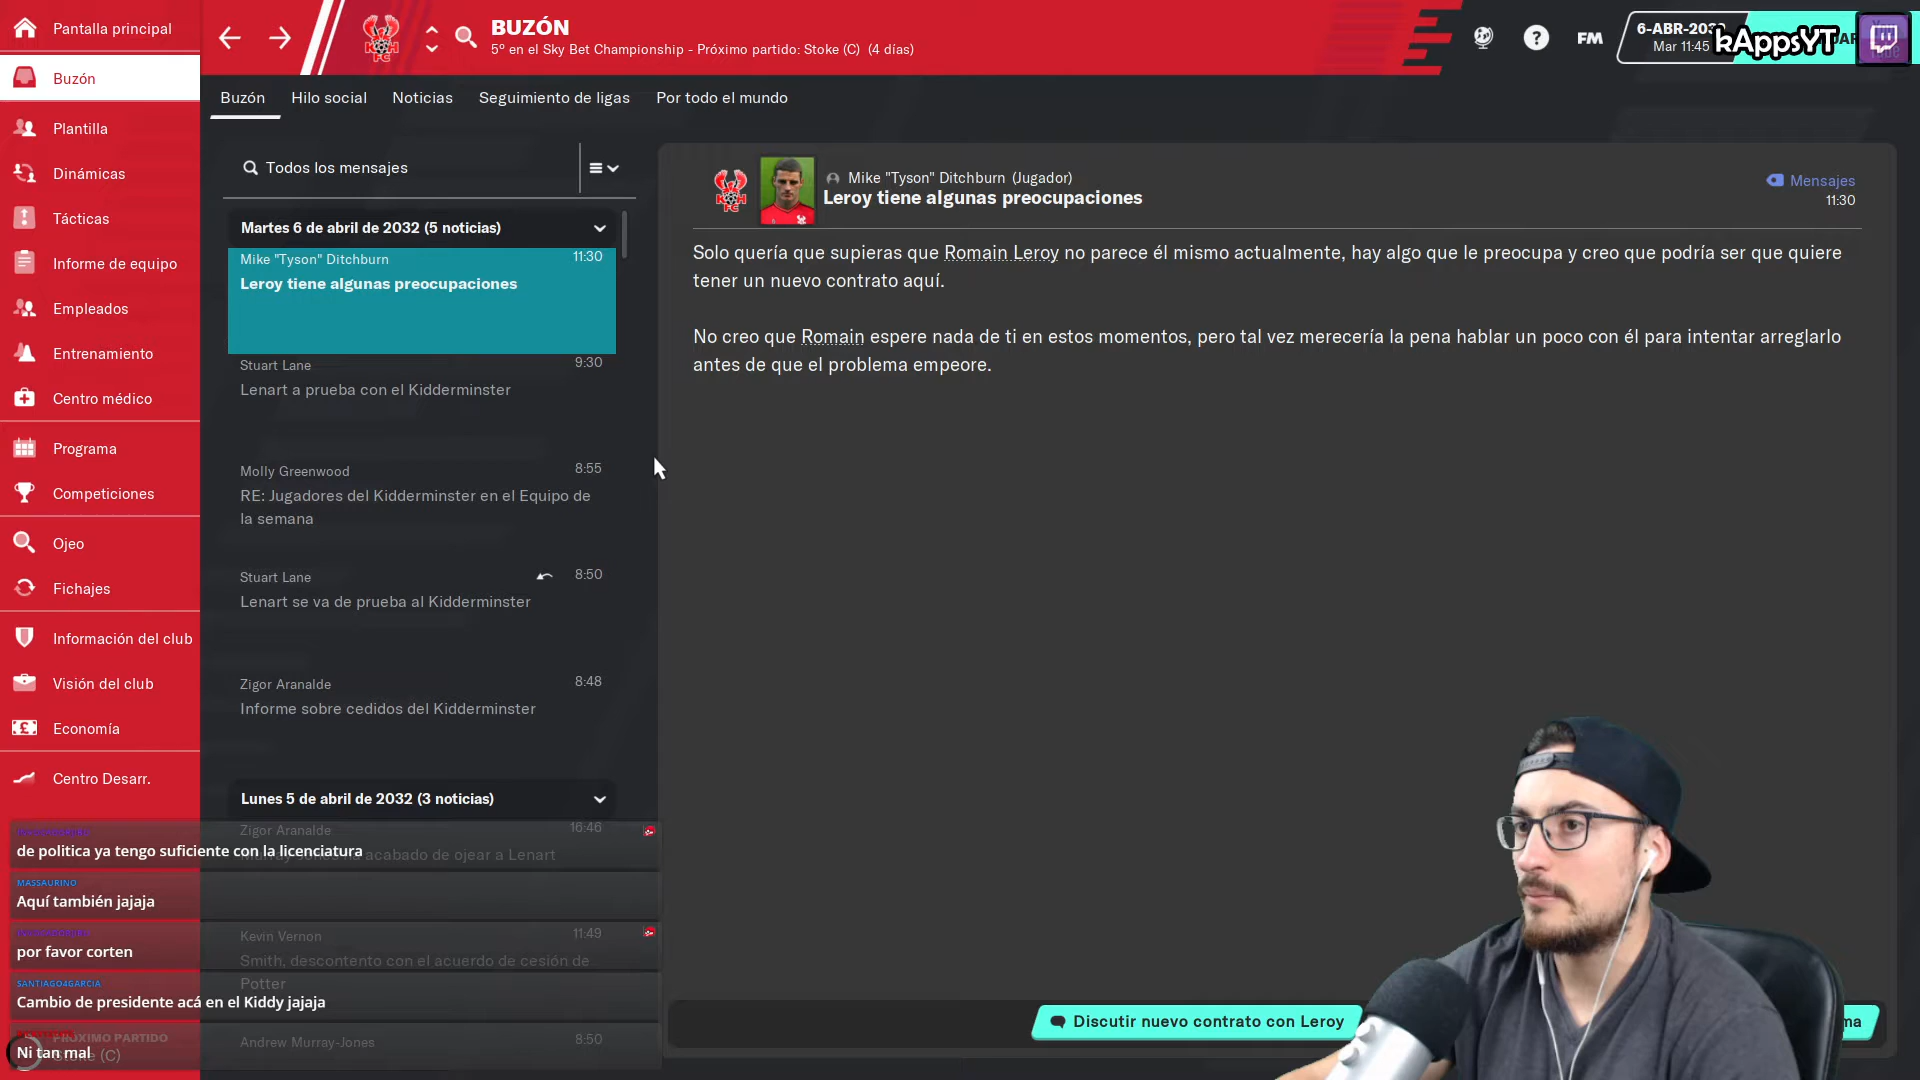 Pantalla principal
Buzón
Plantilla
Dinámicas
Tácticas
Informe de equipo
Empleados
Entrenamiento
Centro médico
Programa
Competiciones
Ojeo
Fichajes
Información del club
Visión del club
Economía
Centro Desarr.
BUZÓN
5º en el Sky Bet Championship - Próximo partido: Stoke (C) (4 días)
FM
Mar 11:45
kAppsYT
Buzón
Hilo social
Noticias
Seguimiento de ligas
Por todo el mundo
Todos los mensajes
Martes 6 de abril de 2032 (5 noticias)
Mike "Tyson" Ditchburn 11:30
Leroy tiene algunas preocupaciones
Stuart Lane 9:30
Lenart a prueba con el Kidderminster
Molly Greenwood 8:55
RE: Jugadores del Kidderminster en el Equipo de
la semana
Stuart Lane 8:50
Lenart se va de prueba al Kidderminster
Zigor Aranalde 8:48
Informe sobre cedidos del Kidderminster
Lunes 5 de abril de 2032 (3 noticias)
Zigor Aranalde 16:46
ha acabado de ojear a Lenart
Kevin Vernon 11:49
Smith, descontento con el acuerdo de cesión de
Potter
Andrew Murray-Jones 8:50
Mike "Tyson" Ditchburn (Jugador)
Leroy tiene algunas preocupaciones
Mensajes
11:30
Solo quería que supieras que Romain Leroy no parece él mismo actualmente, hay algo que le preocupa y creo que podría ser que quiere
tener un nuevo contrato aquí.
No creo que Romain espere nada de ti en estos momentos, pero tal vez merecería la pena hablar un poco con él para intentar arreglarlo
antes de que el problema empeore.
Discutir nuevo contrato con Leroy
de politica ya tengo suficiente con la licenciatura
MASSAURINO
Aquí también jajaja
por favor corten
SANTIAGO4GARCIA
Cambio de presidente acá en el Kiddy jajaja
PRÓXIMO PARTIDO
Stoke (C)
Ni tan mal